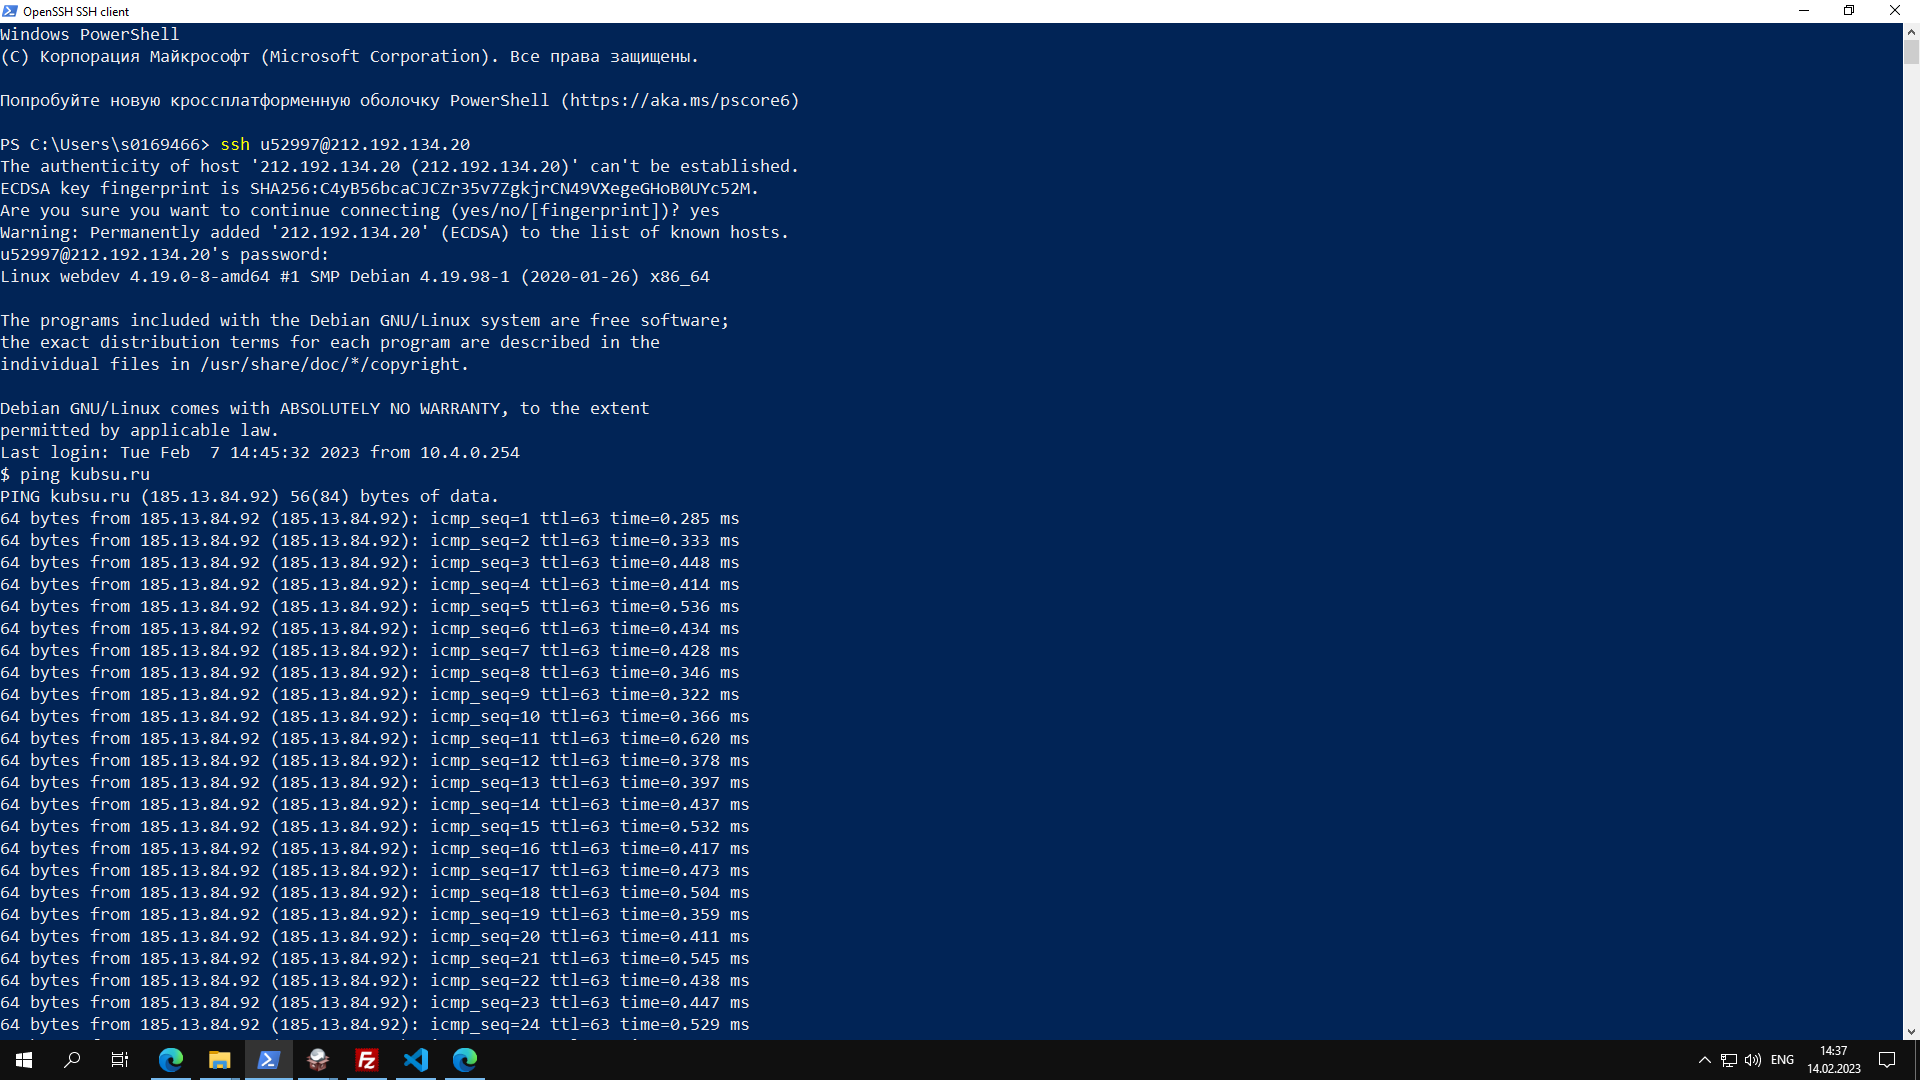 OpenSSH SSH client
Windows PowerShell
(C) Корпорация Майкрософт (Microsoft Corporation). Все права защищены.
Попробуйте новую кроссплатформенную оболочку PowerShell (https://aka.ms/pscore6)
PS C:\Users\s0169466> ssh u52997@212.192.134.20
The authenticity of host '212.192.134.20 (212.192.134.20)' can't be established.
ECDSA key fingerprint is SHA256:C4yB56bcaCJCZr35v7ZgkjrCN49VXegeGHoB0UYc52M.
Are you sure you want to continue connecting (yes/no/[fingerprint])? yes
Warning: Permanently added '212.192.134.20' (ECDSA) to the list of known hosts.
u52997@212.192.134.20's password:
Linux webdev 4.19.0-8-amd64 #1 SMP Debian 4.19.98-1 (2020-01-26) x86_64
The programs included with the Debian GNU/Linux system are free software;
the exact distribution terms for each program are described in the
individual files in /usr/share/doc/*/copyright.
Debian GNU/Linux comes with ABSOLUTELY NO WARRANTY, to the extent
permitted by applicable law.
Last login: Tue Feb  7 14:45:32 2023 from 10.4.0.254
$ ping kubsu.ru
PING kubsu.ru (185.13.84.92) 56(84) bytes of data.
64 bytes from 185.13.84.92 (185.13.84.92): icmp_seq=1 ttl=63 time=0.285 ms
64 bytes from 185.13.84.92 (185.13.84.92): icmp_seq=2 ttl=63 time=0.333 ms
64 bytes from 185.13.84.92 (185.13.84.92): icmp_seq=3 ttl=63 time=0.448 ms
64 bytes from 185.13.84.92 (185.13.84.92): icmp_seq=4 ttl=63 time=0.414 ms
64 bytes from 185.13.84.92 (185.13.84.92): icmp_seq=5 ttl=63 time=0.536 ms
64 bytes from 185.13.84.92 (185.13.84.92): icmp_seq=6 ttl=63 time=0.434 ms
64 bytes from 185.13.84.92 (185.13.84.92): icmp_seq=7 ttl=63 time=0.428 ms
64 bytes from 185.13.84.92 (185.13.84.92): icmp_seq=8 ttl=63 time=0.346 ms
64 bytes from 185.13.84.92 (185.13.84.92): icmp_seq=9 ttl=63 time=0.322 ms
64 bytes from 185.13.84.92 (185.13.84.92): icmp_seq=10 ttl=63 time=0.366 ms
64 bytes from 185.13.84.92 (185.13.84.92): icmp_seq=11 ttl=63 time=0.620 ms
64 bytes from 185.13.84.92 (185.13.84.92): icmp_seq=12 ttl=63 time=0.378 ms
64 bytes from 185.13.84.92 (185.13.84.92): icmp_seq=13 ttl=63 time=0.397 ms
64 bytes from 185.13.84.92 (185.13.84.92): icmp_seq=14 ttl=63 time=0.437 ms
64 bytes from 185.13.84.92 (185.13.84.92): icmp_seq=15 ttl=63 time=0.532 ms
64 bytes from 185.13.84.92 (185.13.84.92): icmp_seq=16 ttl=63 time=0.417 ms
64 bytes from 185.13.84.92 (185.13.84.92): icmp_seq=17 ttl=63 time=0.473 ms
64 bytes from 185.13.84.92 (185.13.84.92): icmp_seq=18 ttl=63 time=0.504 ms
64 bytes from 185.13.84.92 (185.13.84.92): icmp_seq=19 ttl=63 time=0.359 ms
64 bytes from 185.13.84.92 (185.13.84.92): icmp_seq=20 ttl=63 time=0.411 ms
64 bytes from 185.13.84.92 (185.13.84.92): icmp_seq=21 ttl=63 time=0.545 ms
64 bytes from 185.13.84.92 (185.13.84.92): icmp_seq=22 ttl=63 time=0.438 ms
64 bytes from 185.13.84.92 (185.13.84.92): icmp_seq=23 ttl=63 time=0.447 ms
64 bytes from 185.13.84.92 (185.13.84.92): icmp_seq=24 ttl=63 time=0.529 ms
ENG
14:37
14.02.2023